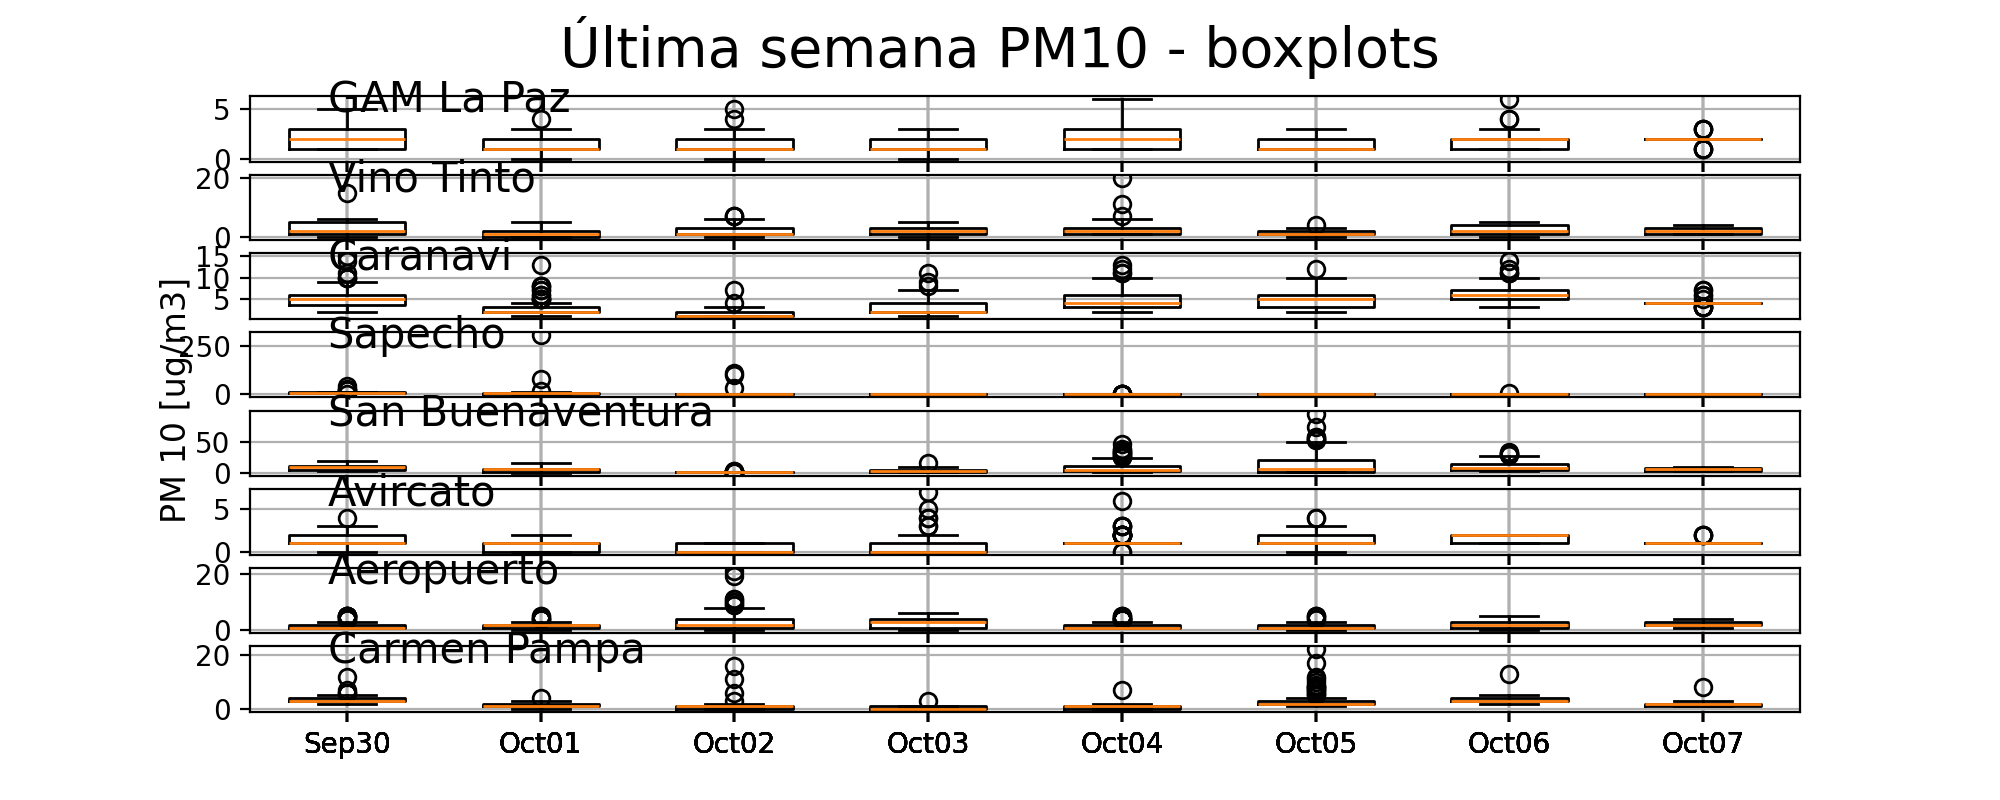 Última semana PM10 - boxplots
PM 10 [ug/m3]
GAM La Paz
5
0
Vino Tinto
20
0
Caranavi
15
10
5
Sapecho
250
0
San Buenaventura
50
0
Avircato
5
0
Aeropuerto
20
0
Carmen Pampa
20
0
Sep30 Oct01 Oct02 Oct03 Oct04 Oct05 Oct06 Oct07